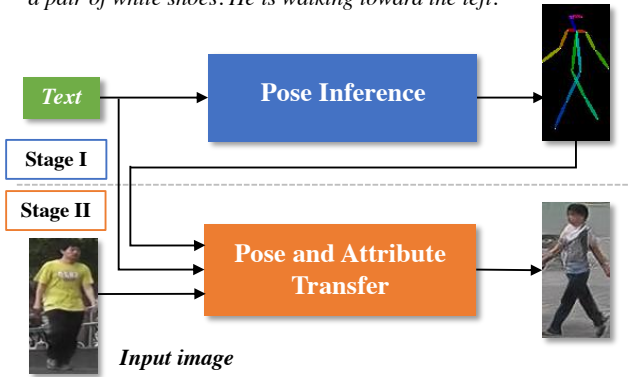 a pair of white shoes. He is walking toward the left.
Text
Pose Inference
Stage I
Stage II
Pose and Attribute
Transfer
Input image